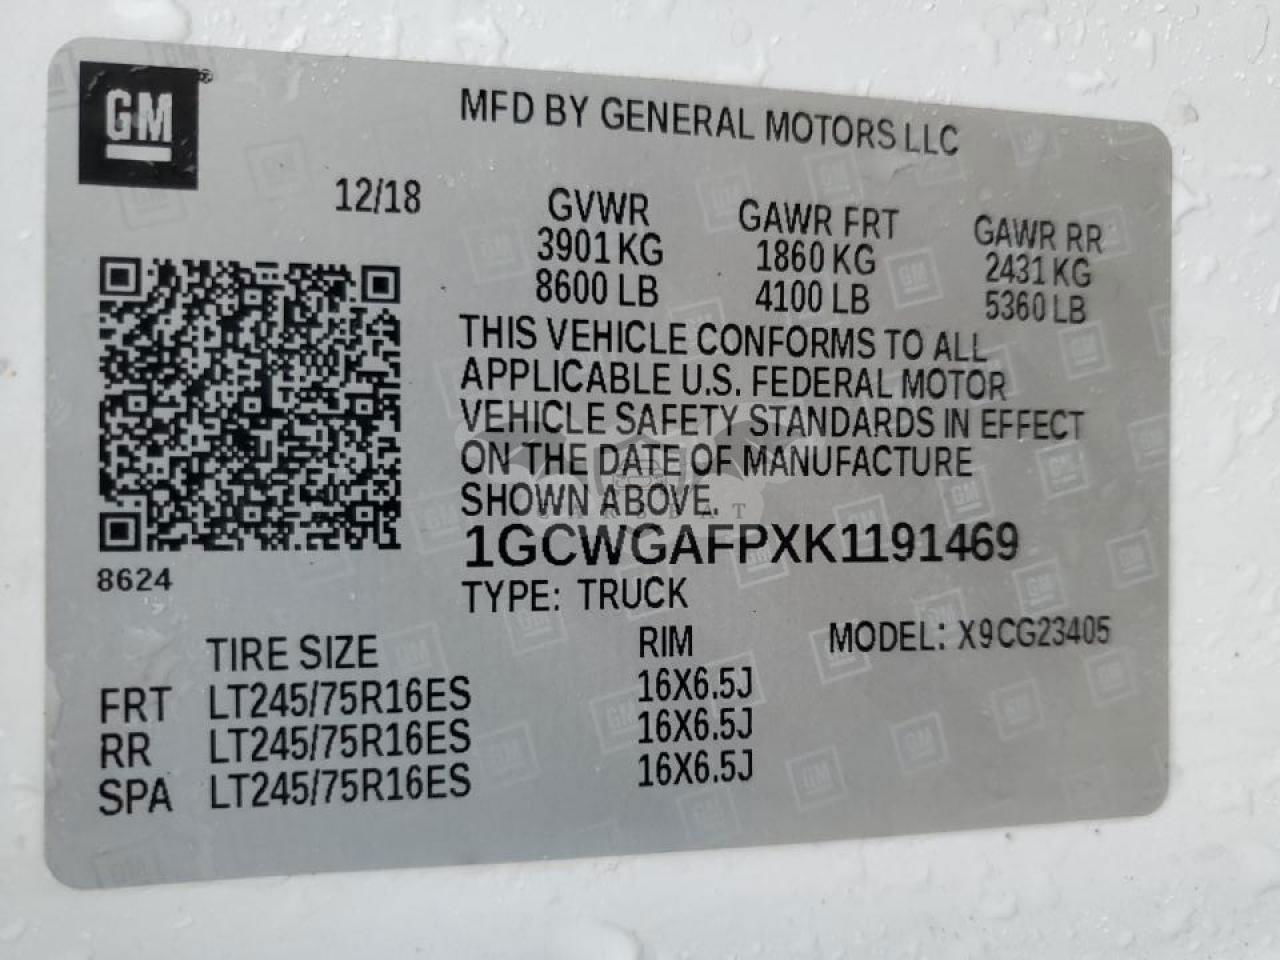 GM
MFD BY GENERAL MOTORS LLC
12/18
GVWR GAWR FRT GAWR RR
3901 KG 1860 KG 2431 KG
8600 LB 4100 LB 5360 LB
THIS VEHICLE CONFORMS TO ALL
APPLICABLE U.S. FEDERAL MOTOR
VEHICLE SAFETY STANDARDS IN EFFECT
ON THE DATE OF MANUFACTURE
SHOWN ABOVE.
1GCWGAFPXK1191469
8624
TYPE: TRUCK
TIRE SIZE RIM MODEL: X9CG23405
FRT LT245/75R16ES 16X6.5J
RR LT245/75R16ES 16X6.5J
SPA LT245/75R16ES 16X6.5J